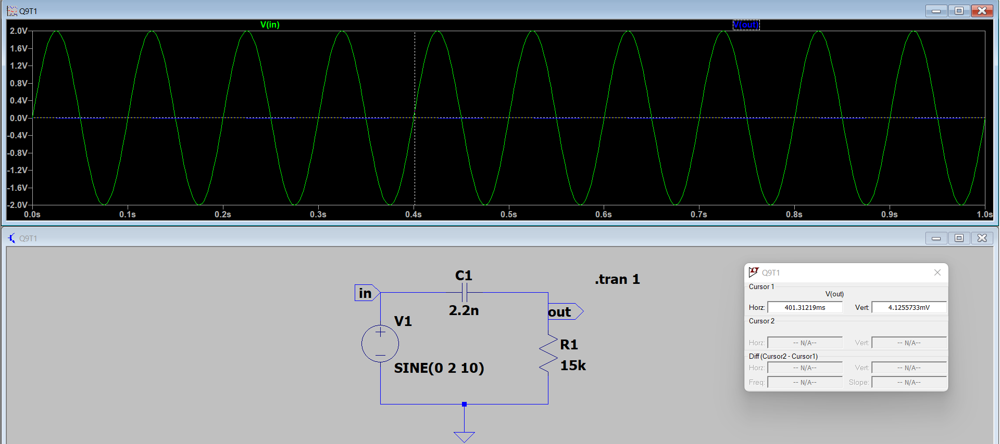 Q9T1
V(in)
V(out)
2.0V
1.6V
1.2V
0.8V
0.4V
0.0V
-0.4V
-0.8V
-1.2V
-1.6V
-2.0V
0.0s 0.1s 0.2s 0.3s 0.4s 0.5s 0.6s 0.7s 0.8s 0.9s 1.0s
Q9T1
C1
.tran 1
in
2.2n
out
V1
R1
15k
SINE(0 2 10)
Q9T1
Cursor 1
V(out)
Horz: 401.31219ms Vert: 4.1255733mV
Cursor 2
Horz: -- N/A-- Vert: -- N/A--
Diff (Cursor2 - Cursor1)
Horz: -- N/A-- Vert: -- N/A--
Freq: -- N/A-- Slope: -- N/A--